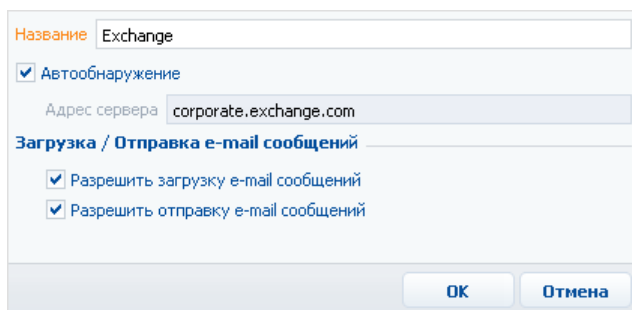 Название Exchange
Автообнаружение
Адрес сервера corporate.exchange.com
Загрузка / Отправка e-mail сообщений
Разрешить загрузку e-mail сообщений
Разрешить отправку e-mail сообщений
OK Отмена